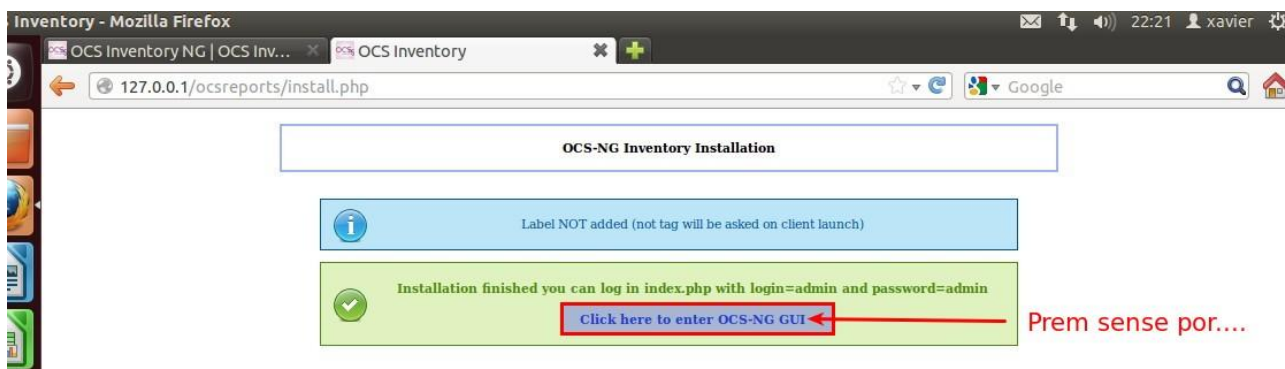 Inventory - Mozilla Firefox
22:21 xavier
OCS Inventory NG | OCS Inv...
OCS Inventory
127.0.0.1/ocsreports/install.php
Google
OCS-NG Inventory Installation
Label NOT added (not tag will be asked on client launch)
Installation finished you can log in index.php with login=admin and password=admin
Click here to enter OCS-NG GUI
Prem sense por....